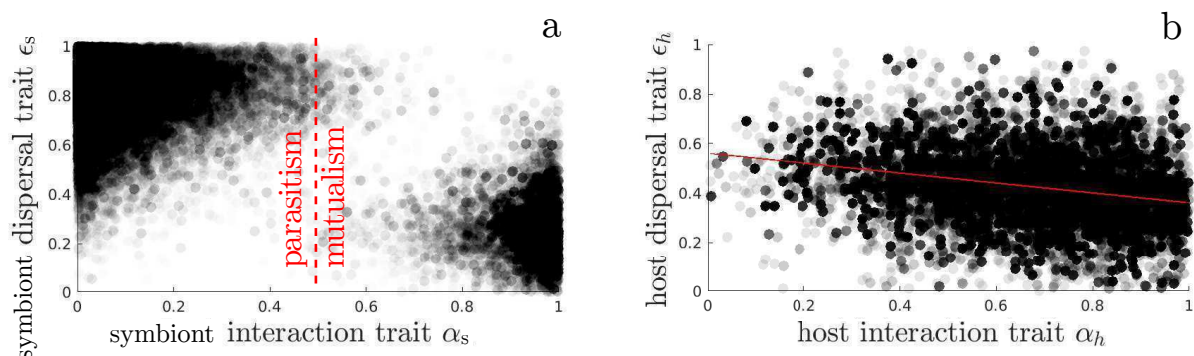 a
symbiont dispersal trait ϵs
1
0.8
0.6
0.4
0.2
0
parasitism
mutualism
0 0.2 0.4 0.6 0.8 1
symbiont interaction trait αs
b
host dispersal trait ϵh
1
0.8
0.6
0.4
0.2
0
0 0.2 0.4 0.6 0.8 1
host interaction trait αh